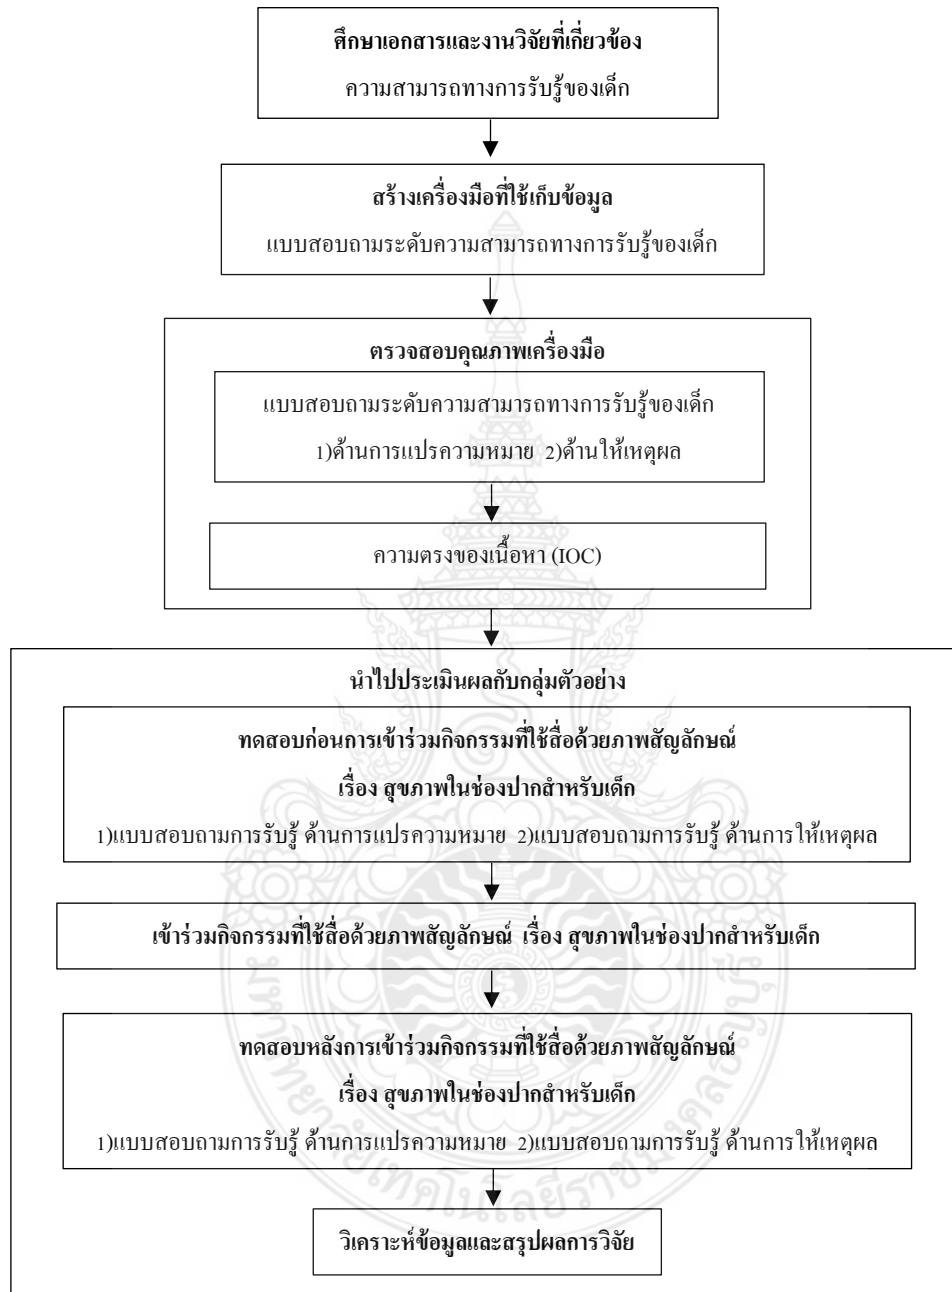 ศึกษาเอกสารและงานวิจัยที่เกี่ยวข้อง
ความสามารถทางการรับรู้ของเด็ก
สร้างเครื่องมือที่ใช้เก็บข้อมูล
แบบสอบถามระดับความสามารถทางการรับรู้ของเด็ก
ตรวจสอบคุณภาพเครื่องมือ
แบบสอบถามระดับความสามารถทางการรับรู้ของเด็ก
1)ด้านการแปรความหมาย 2)ด้านให้เหตุผล
ความตรงของเนื้อหา (IOC)
นำไปประเมินผลกับกลุ่มตัวอย่าง
ทดสอบก่อนการเข้าร่วมกิจกรรมที่ใช้สื่อด้วยภาพสัญลักษณ์
เรื่อง สุขภาพในช่องปากสำหรับเด็ก
1)แบบสอบถามการรับรู้ ด้านการแปรความหมาย 2)แบบสอบถามการรับรู้ ด้านการให้เหตุผล
เข้าร่วมกิจกรรมที่ใช้สื่อด้วยภาพสัญลักษณ์ เรื่อง สุขภาพในช่องปากสำหรับเด็ก
ทดสอบหลังการเข้าร่วมกิจกรรมที่ใช้สื่อด้วยภาพสัญลักษณ์
เรื่อง สุขภาพในช่องปากสำหรับเด็ก
1)แบบสอบถามการรับรู้ ด้านการแปรความหมาย 2)แบบสอบถามการรับรู้ ด้านการให้เหตุผล
วิเคราะห์ข้อมูลและสรุปผลการวิจัย
มหาวิทยาลัยเทคโนโลยีราชมงคลธัญบุรี